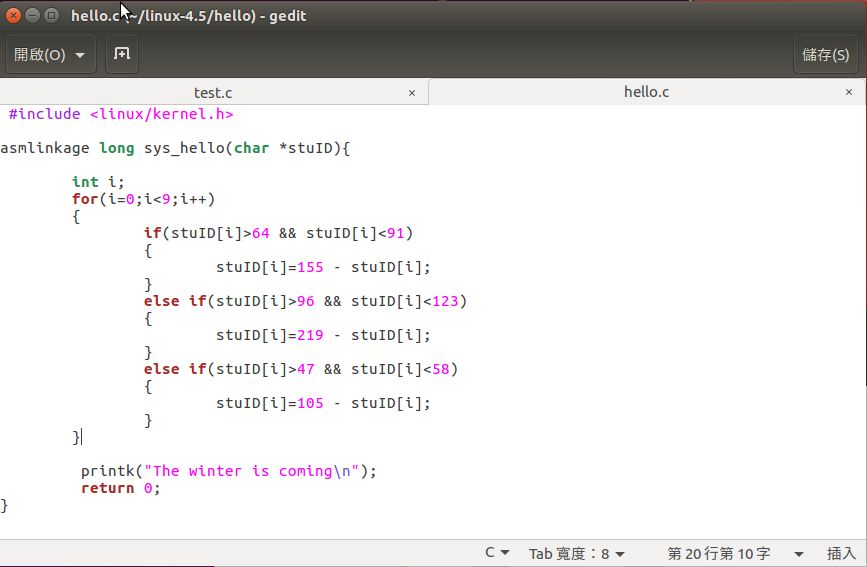 hello.c (~/linux-4.5/hello) - gedit
開啟(O) 儲存(S)
test.c × hello.c ×
#include <linux/kernel.h>
asmlinkage long sys_hello(char *stuID){
int i;
for(i=0;i<9;i++)
{
if(stuID[i]>64 && stuID[i]<91)
{
stuID[i]=155 - stuID[i];
}
else if(stuID[i]>96 && stuID[i]<123)
{
stuID[i]=219 - stuID[i];
}
else if(stuID[i]>47 && stuID[i]<58)
{
stuID[i]=105 - stuID[i];
}
}
printk("The winter is coming\n");
return 0;
}
C Tab 寬度：8 第 20 行第 10 字 插入